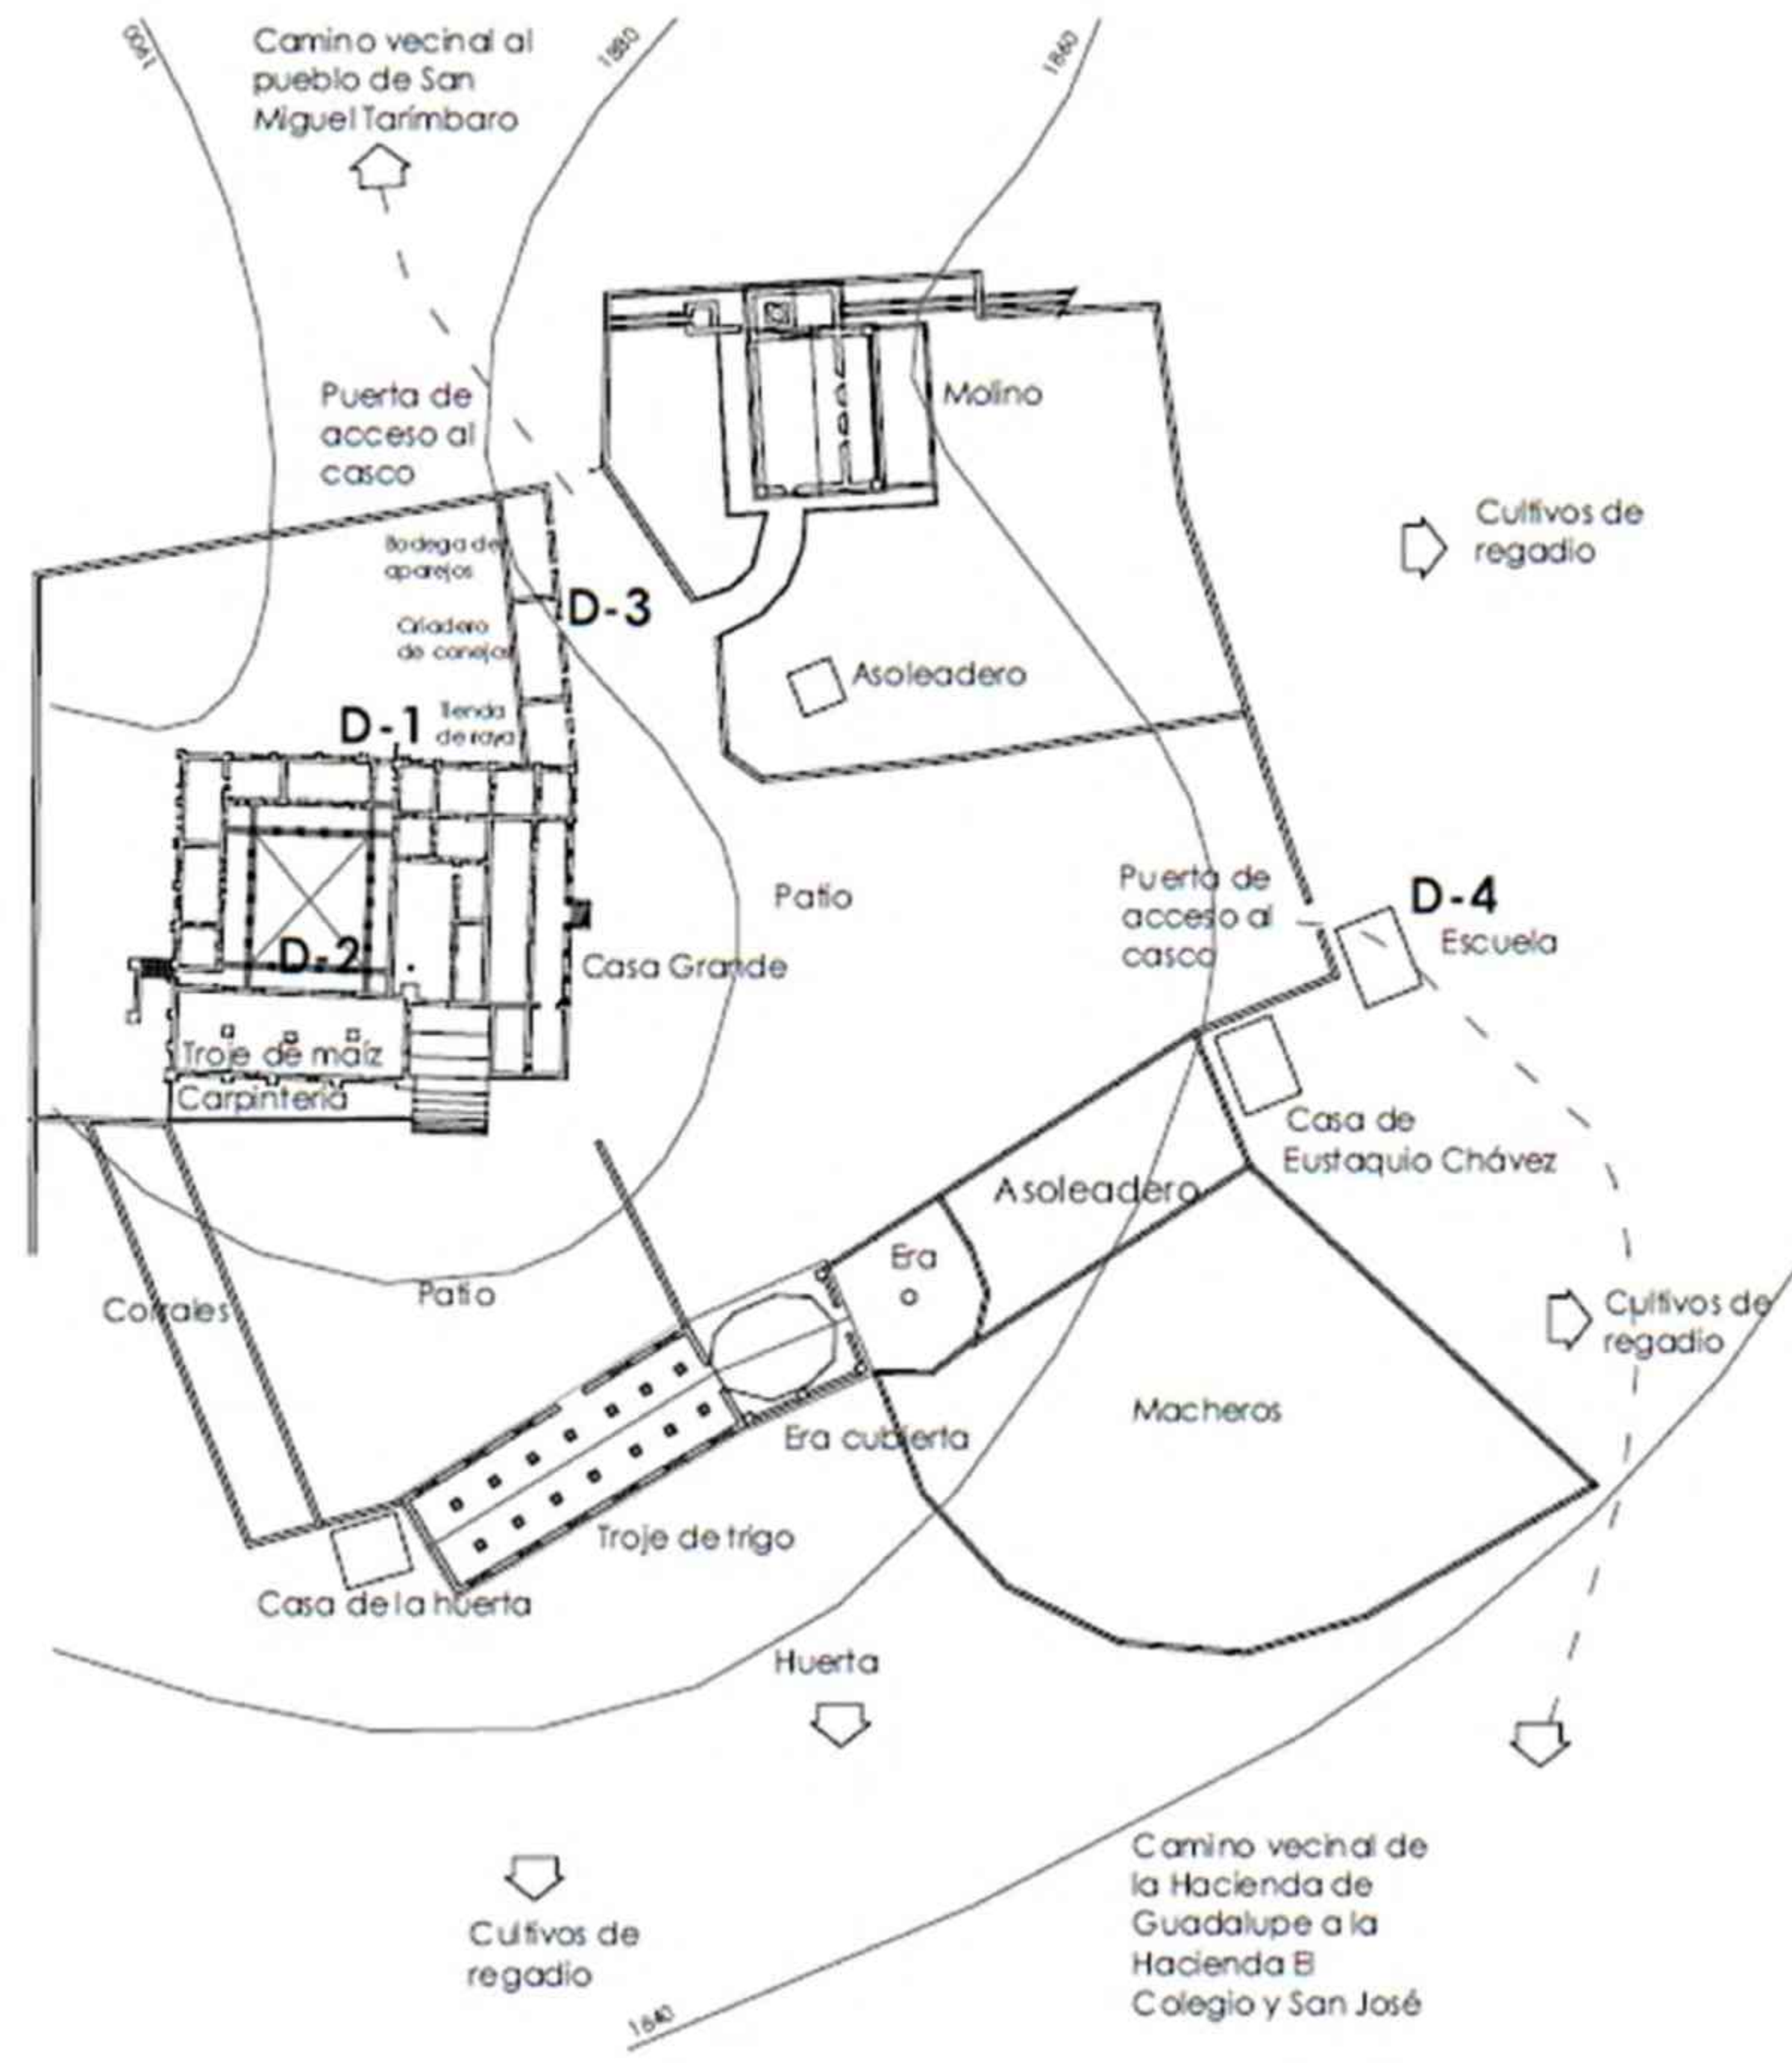 1900
1880
1860
Camino vecinal al
pueblo de San
Miguel Tarímbaro
Puerta de
acceso al
casco
Molino
Cultivos de
regadio
Bodega de
aparejos
D-3
Criadero
de conejos
Asoleadero
D-1
Tienda
de raya
Patio
Puerta de
acceso al
casco
D-4
Escuela
D-2
Casa Grande
Troje de maíz
Carpintería
Casa de
Eustaquio Chávez
Asoleadero
Era
Corrales
Patio
Cultivos de
regadio
Macheros
Era cubierta
Troje de trigo
Casa de la huerta
Huerta
Camino vecinal de
la Hacienda de
Guadalupe a la
Hacienda El
Colegio y San José
Cultivos de
regadio
1840